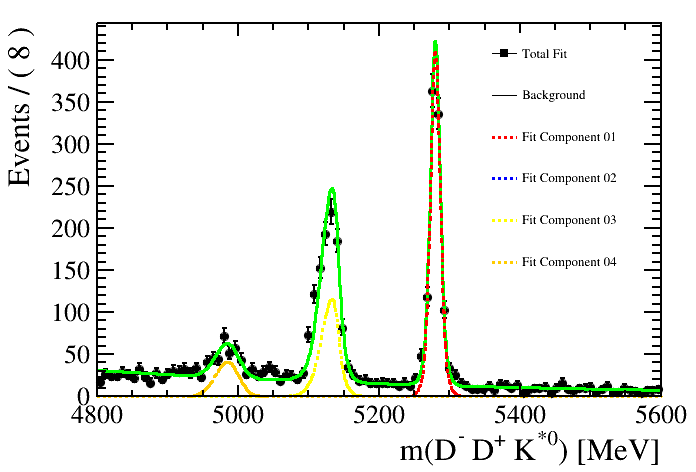 Events / ( 8 )
400
350
300
250
200
150
100
50
0
4800 5000 5200 5400 5600
m(D⁻ D⁺ K*⁰) [MeV]
Total Fit
Background
Fit Component 01
Fit Component 02
Fit Component 03
Fit Component 04